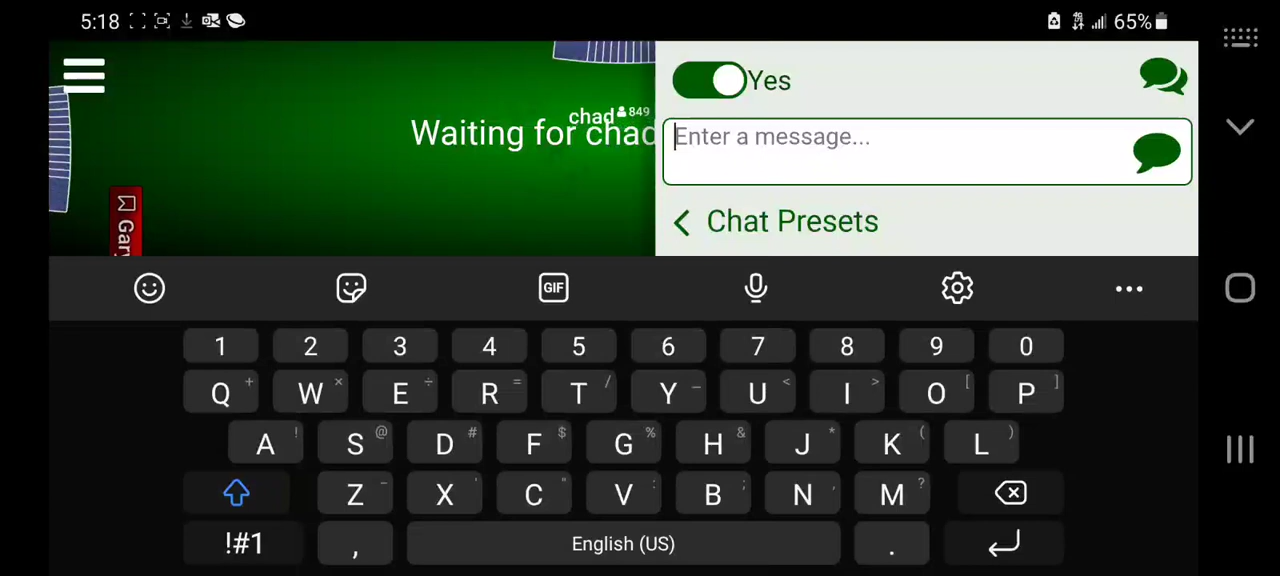 5:18
65%
Yes
chad 849
Waiting for chad
Enter a message...
Chat Presets
Gar
GIF
1 2 3 4 5 6 7 8 9 0
Q + W × E ÷ R = T / Y _ U < I > O [ P ]
A ! S @ D # F $ G % H & J * K ( L )
Z - X ' C " V : B ; N , M ?
!#1 , English (US) .